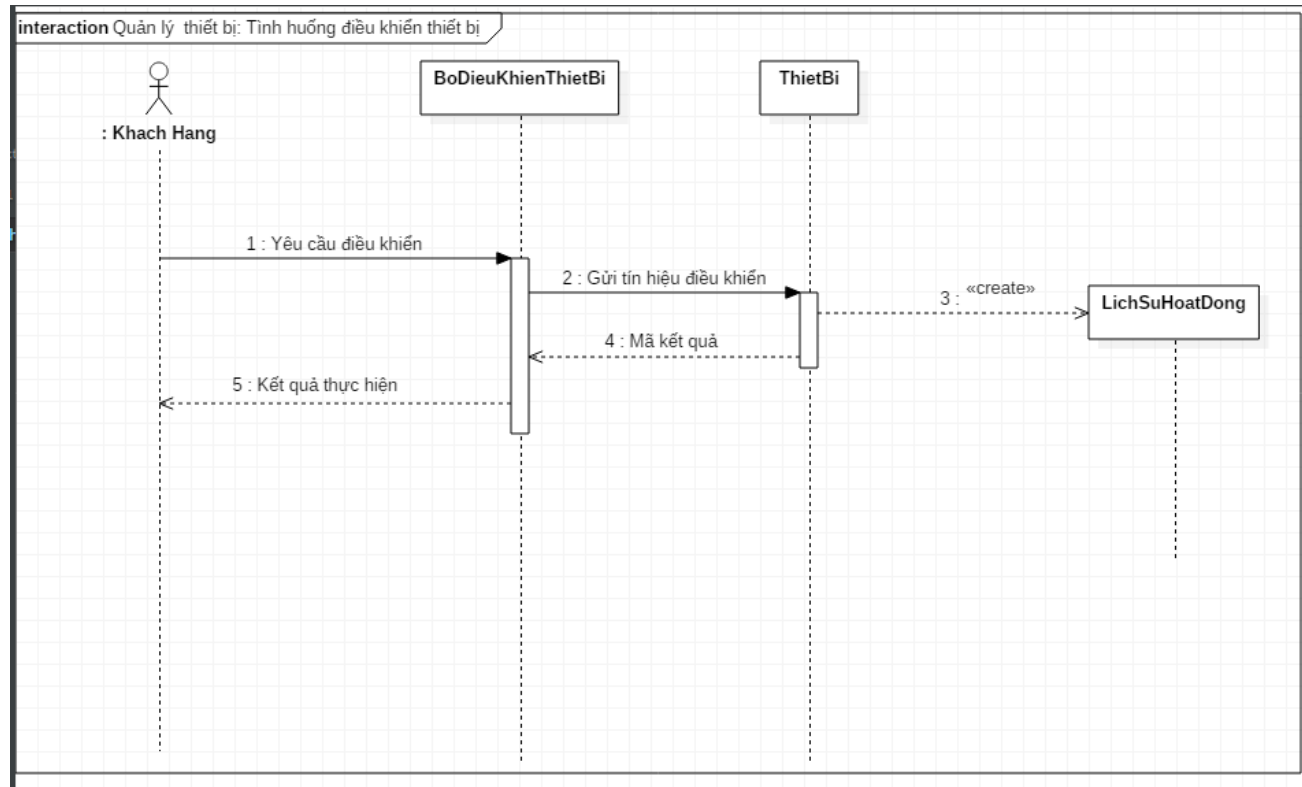 interaction Quản lý thiết bị: Tình huống điều khiển thiết bị
BoDieuKhienThietBi
ThietBi
: Khach Hang
1 : Yêu cầu điều khiển
2 : Gửi tín hiệu điều khiển
3 : «create»
LichSuHoatDong
4 : Mã kết quả
5 : Kết quả thực hiện